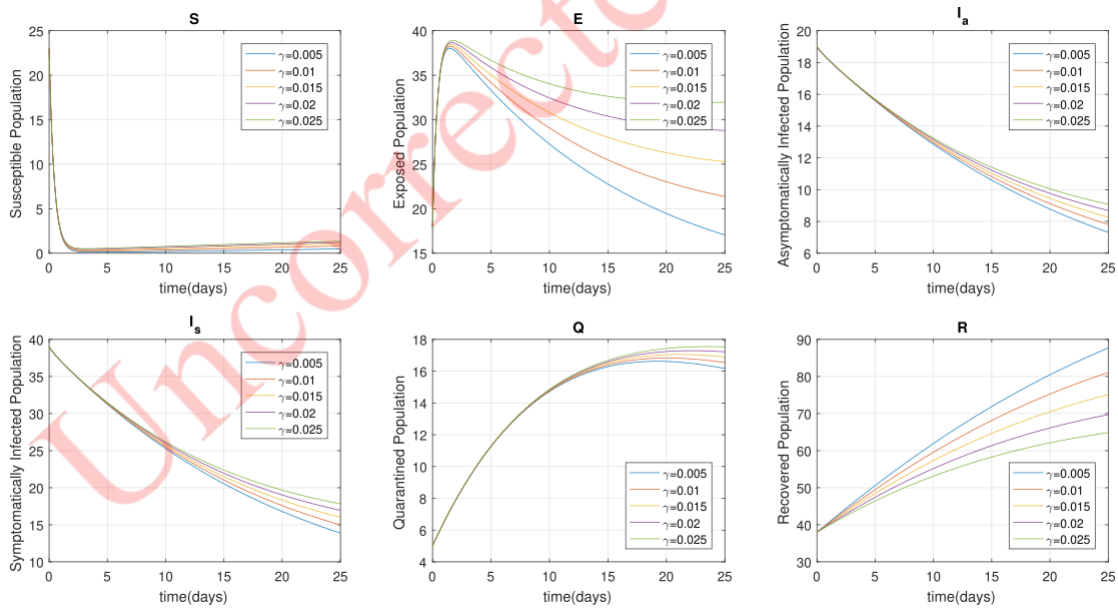 S
Susceptible Population
25
20
15
10
5
0
0 5 10 15 20 25
time(days)
γ=0.005
γ=0.01
γ=0.015
γ=0.02
γ=0.025
E
Exposed Population
40
35
30
25
20
15
0 5 10 15 20 25
time(days)
γ=0.005
γ=0.01
γ=0.015
γ=0.02
γ=0.025
I_a
Asymptomatically Infected Population
20
18
16
14
12
10
8
6
0 5 10 15 20 25
time(days)
γ=0.005
γ=0.01
γ=0.015
γ=0.02
γ=0.025
I_s
Symptomatically Infected Population
40
35
30
25
20
15
10
0 5 10 15 20 25
time(days)
γ=0.005
γ=0.01
γ=0.015
γ=0.02
γ=0.025
Q
Quarantined Population
18
16
14
12
10
8
6
4
0 5 10 15 20 25
time(days)
γ=0.005
γ=0.01
γ=0.015
γ=0.02
γ=0.025
R
Recovered Population
90
80
70
60
50
40
30
0 5 10 15 20 25
time(days)
γ=0.005
γ=0.01
γ=0.015
γ=0.02
γ=0.025
Uncorrecte